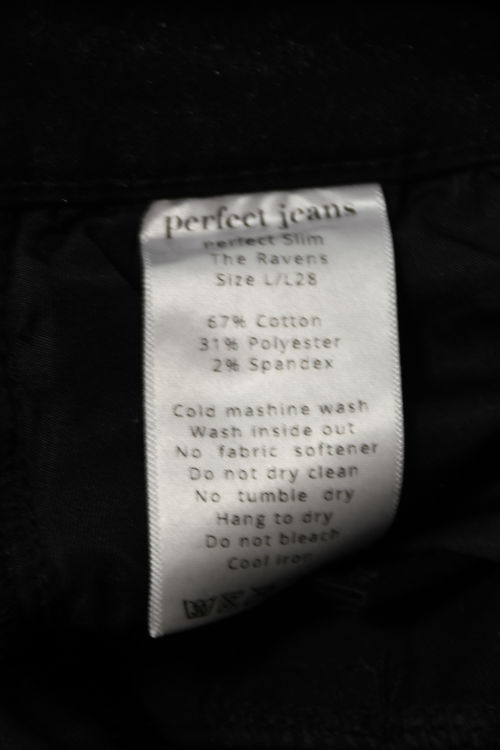 perfect jeans
perfect Slim
The Ravens
Size L/L28
67% Cotton
31% Polyester
2% Spandex
Cold mashine wash
Wash inside out
No fabric softener
Do not dry clean
No tumble dry
Hang to dry
Do not bleach
Cool iron